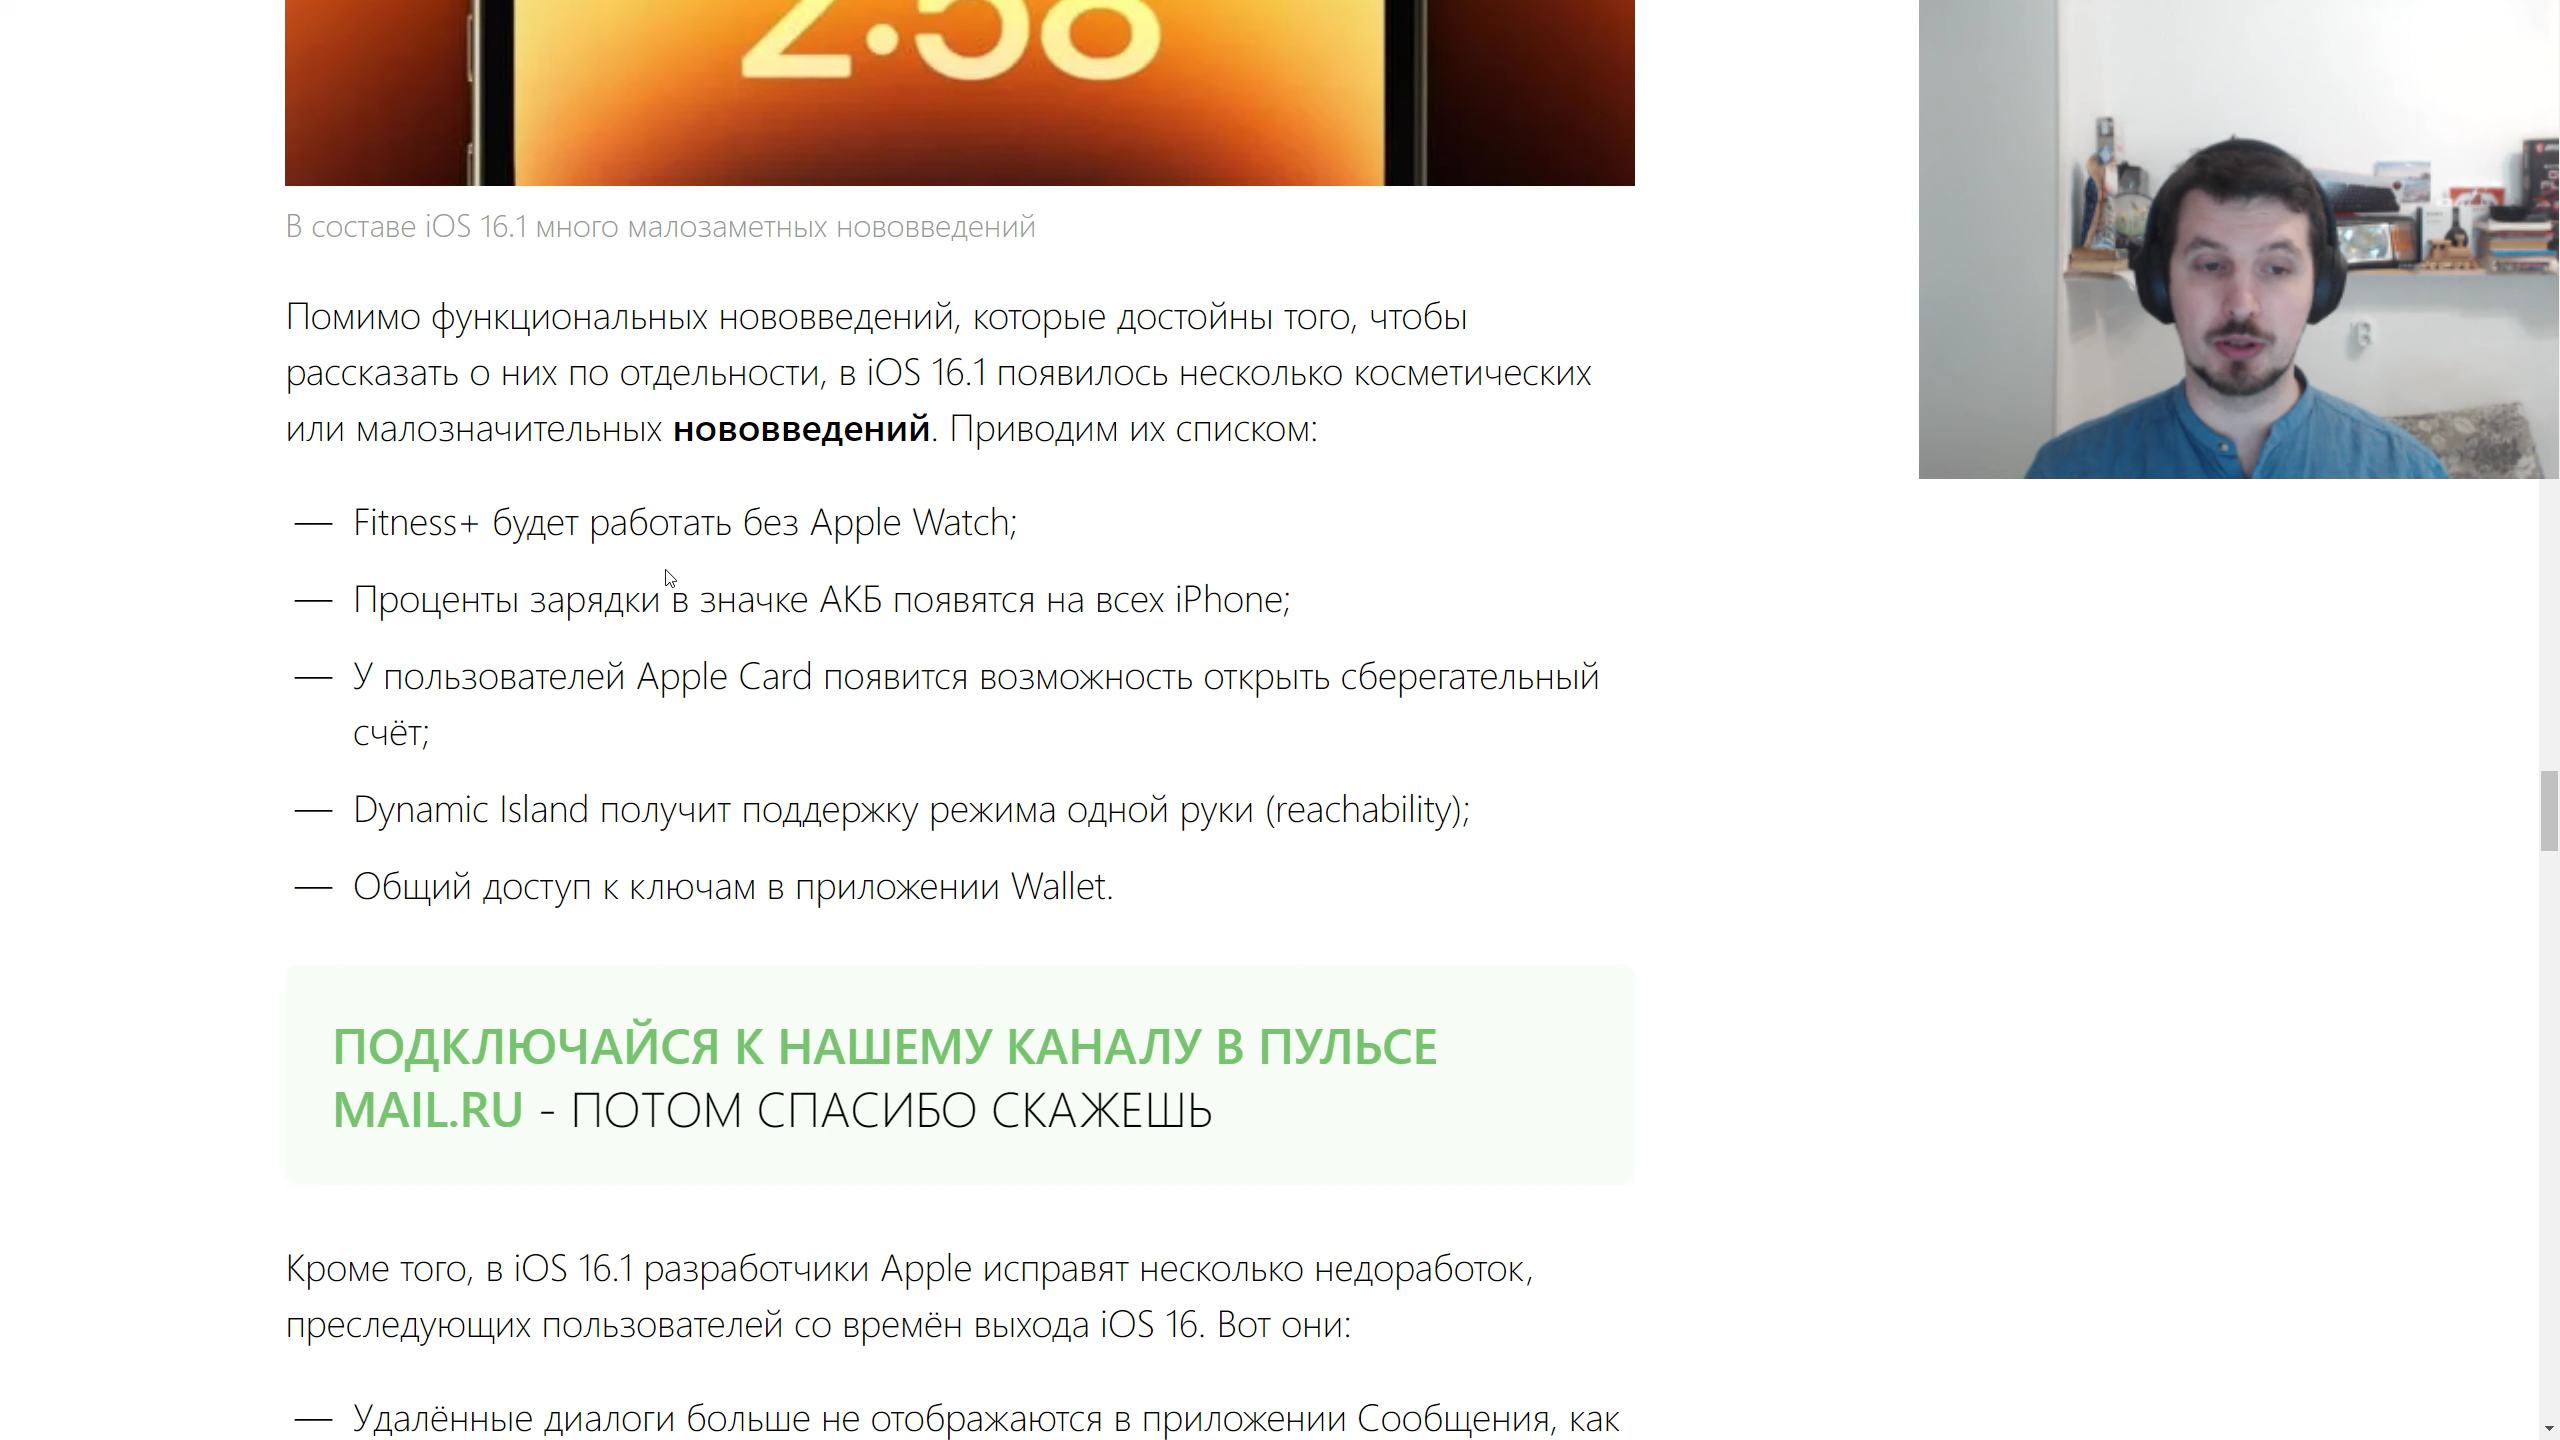 2:58
В составе iOS 16.1 много малозаметных нововведений
Помимо функциональных нововведений, которые достойны того, чтобы
рассказать о них по отдельности, в iOS 16.1 появилось несколько косметических
или малозначительных нововведений. Приводим их списком:
— Fitness+ будет работать без Apple Watch;
— Проценты зарядки в значке АКБ появятся на всех iPhone;
— У пользователей Apple Card появится возможность открыть сберегательный
счёт;
— Dynamic Island получит поддержку режима одной руки (reachability);
— Общий доступ к ключам в приложении Wallet.
ПОДКЛЮЧАЙСЯ К НАШЕМУ КАНАЛУ В ПУЛЬСЕ
MAIL.RU - ПОТОМ СПАСИБО СКАЖЕШЬ
Кроме того, в iOS 16.1 разработчики Apple исправят несколько недоработок,
преследующих пользователей со времён выхода iOS 16. Вот они:
— Удалённые диалоги больше не отображаются в приложении Сообщения, как